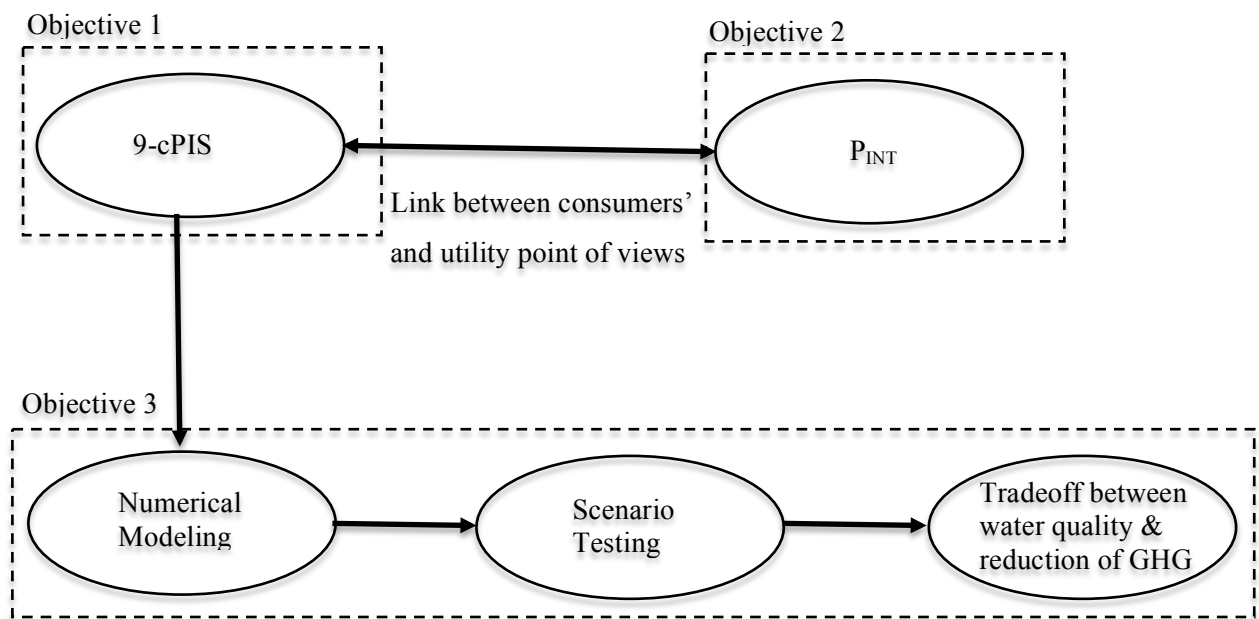 Objective 1
Objective 2
9-cPIS
P_INT
Link between consumers’
and utility point of views
Objective 3
Numerical
Modeling
Scenario
Testing
Tradeoff between
water quality &
reduction of GHG